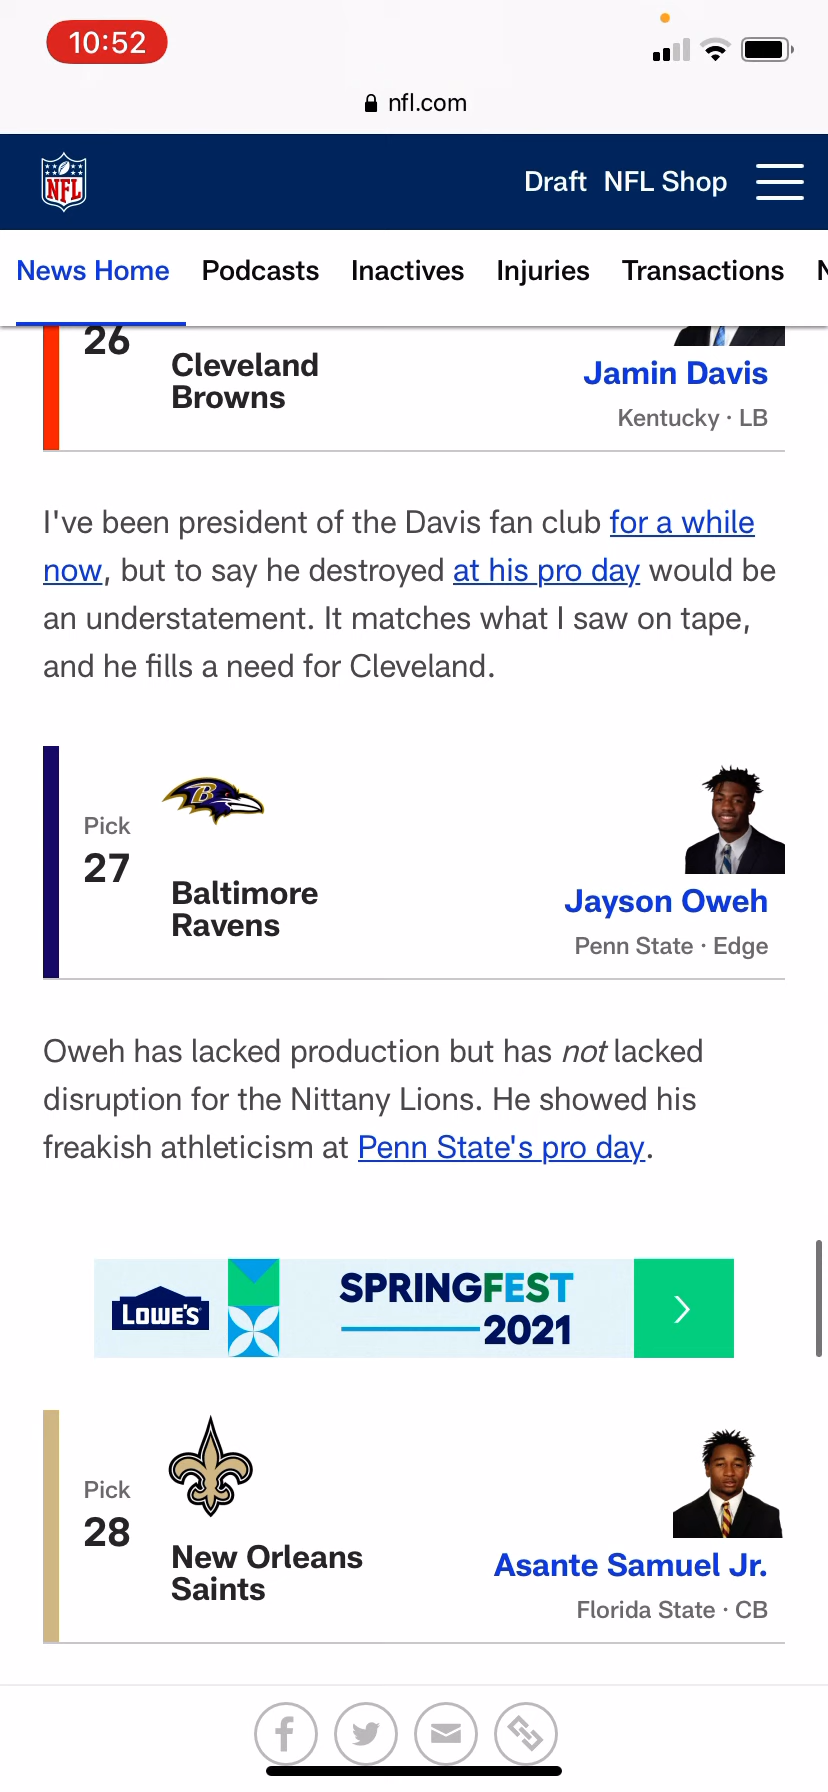 10:52
nfl.com
NFL
Draft NFL Shop
News Home Podcasts Inactives Injuries Transactions N
26
Cleveland
Browns
Jamin Davis
Kentucky · LB
I've been president of the Davis fan club for a while
now, but to say he destroyed at his pro day would be
an understatement. It matches what I saw on tape,
and he fills a need for Cleveland.
Pick
27
B
Baltimore
Ravens
Jayson Oweh
Penn State · Edge
Oweh has lacked production but has not lacked
disruption for the Nittany Lions. He showed his
freakish athleticism at Penn State's pro day.
LOWE'S
SPRINGFEST
2021
Pick
28
New Orleans
Saints
Asante Samuel Jr.
Florida State · CB